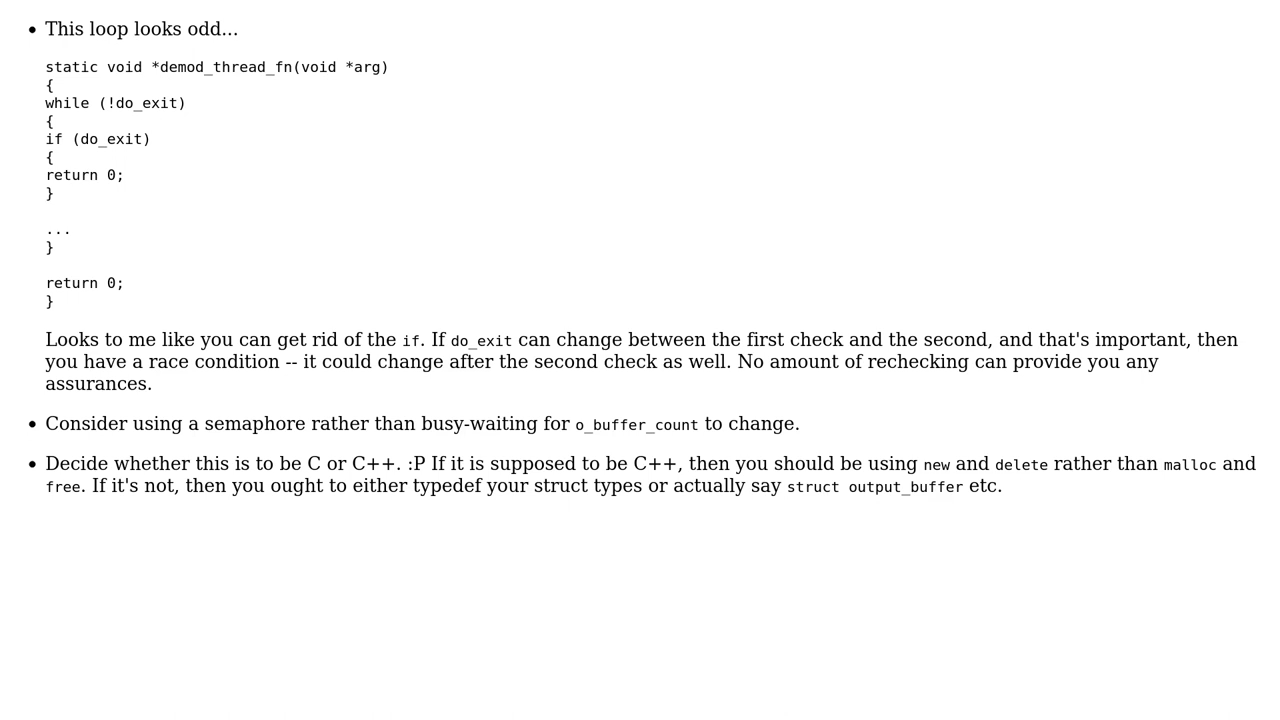 This loop looks odd...
static void *demod_thread_fn(void *arg)
{
while (!do_exit)
{
if (do_exit)
{
return 0;
}
...
}
return 0;
}
Looks to me like you can get rid of the if. If do_exit can change between the first check and the second, and that's important, then
you have a race condition -- it could change after the second check as well. No amount of rechecking can provide you any
assurances.
Consider using a semaphore rather than busy-waiting for o_buffer_count to change.
Decide whether this is to be C or C++. :P If it is supposed to be C++, then you should be using new and delete rather than malloc and
free. If it's not, then you ought to either typedef your struct types or actually say struct output_buffer etc.